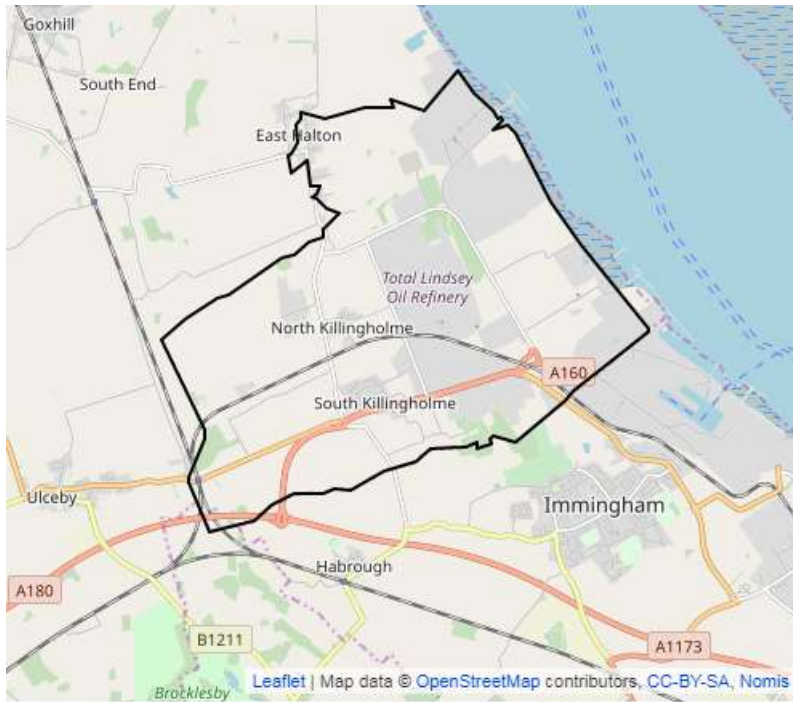 Goxhill
South End
East Halton
Total Lindsey
Oil Refinery
North Killingholme
A160
South Killingholme
Ulceby
Immingham
Habrough
A180
B1211
A1173
Brocklesby
Leaflet | Map data © OpenStreetMap contributors, CC-BY-SA, Nomis